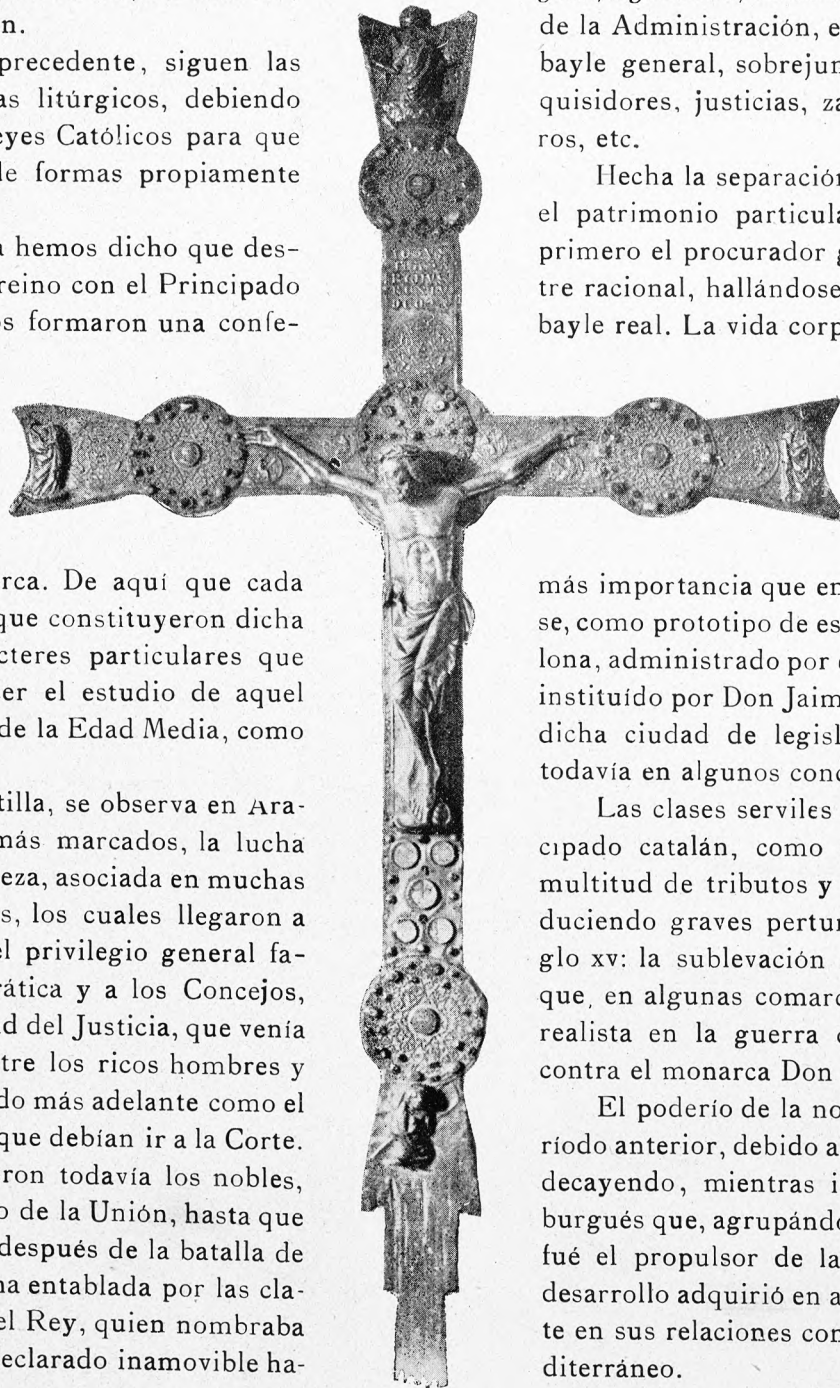 n.
precedente, siguen las
as litúrgicos, debiendo
eyes Católicos para que
le formas propiamente
a hemos dicho que des-
reino con el Principado
os formaron una confe-
rca. De aquí que cada
que constituyeron dicha
cteres particulares que
er el estudio de aquel
de la Edad Media, como
tilla, se observa en Ara-
más marcados, la lucha
eza, asociada en muchas
s, los cuales llegaron a
el privilegio general fa-
rática y a los Concejos,
ad del Justicia, que venía
tre los ricos hombres y
do más adelante como el
que debían ir a la Corte.
ron todavía los nobles,
o de la Unión, hasta que
después de la batalla de
na entablada por las cla-
el Rey, quien nombraba
eclarado inamovible ha-
de la Administración, e
bayle general, sobrejun
quisidores, justicias, za
ros, etc.
Hecha la separación
el patrimonio particula
primero el procurador g
tre racional, hallándose
bayle real. La vida corp
más importancia que en
se, como prototipo de es
lona, administrado por
instituído por Don Jaim
dicha ciudad de legisl
todavía en algunos conc
Las clases serviles
cipado catalán, como
multitud de tributos y
duciendo graves pertur
glo xv: la sublevación
que, en algunas comarc
realista en la guerra c
contra el monarca Don
El poderío de la no
ríodo anterior, debido a
decayendo, mientras i
burgués que, agrupándo
fué el propulsor de la
desarrollo adquirió en a
te en sus relaciones con
diterráneo.